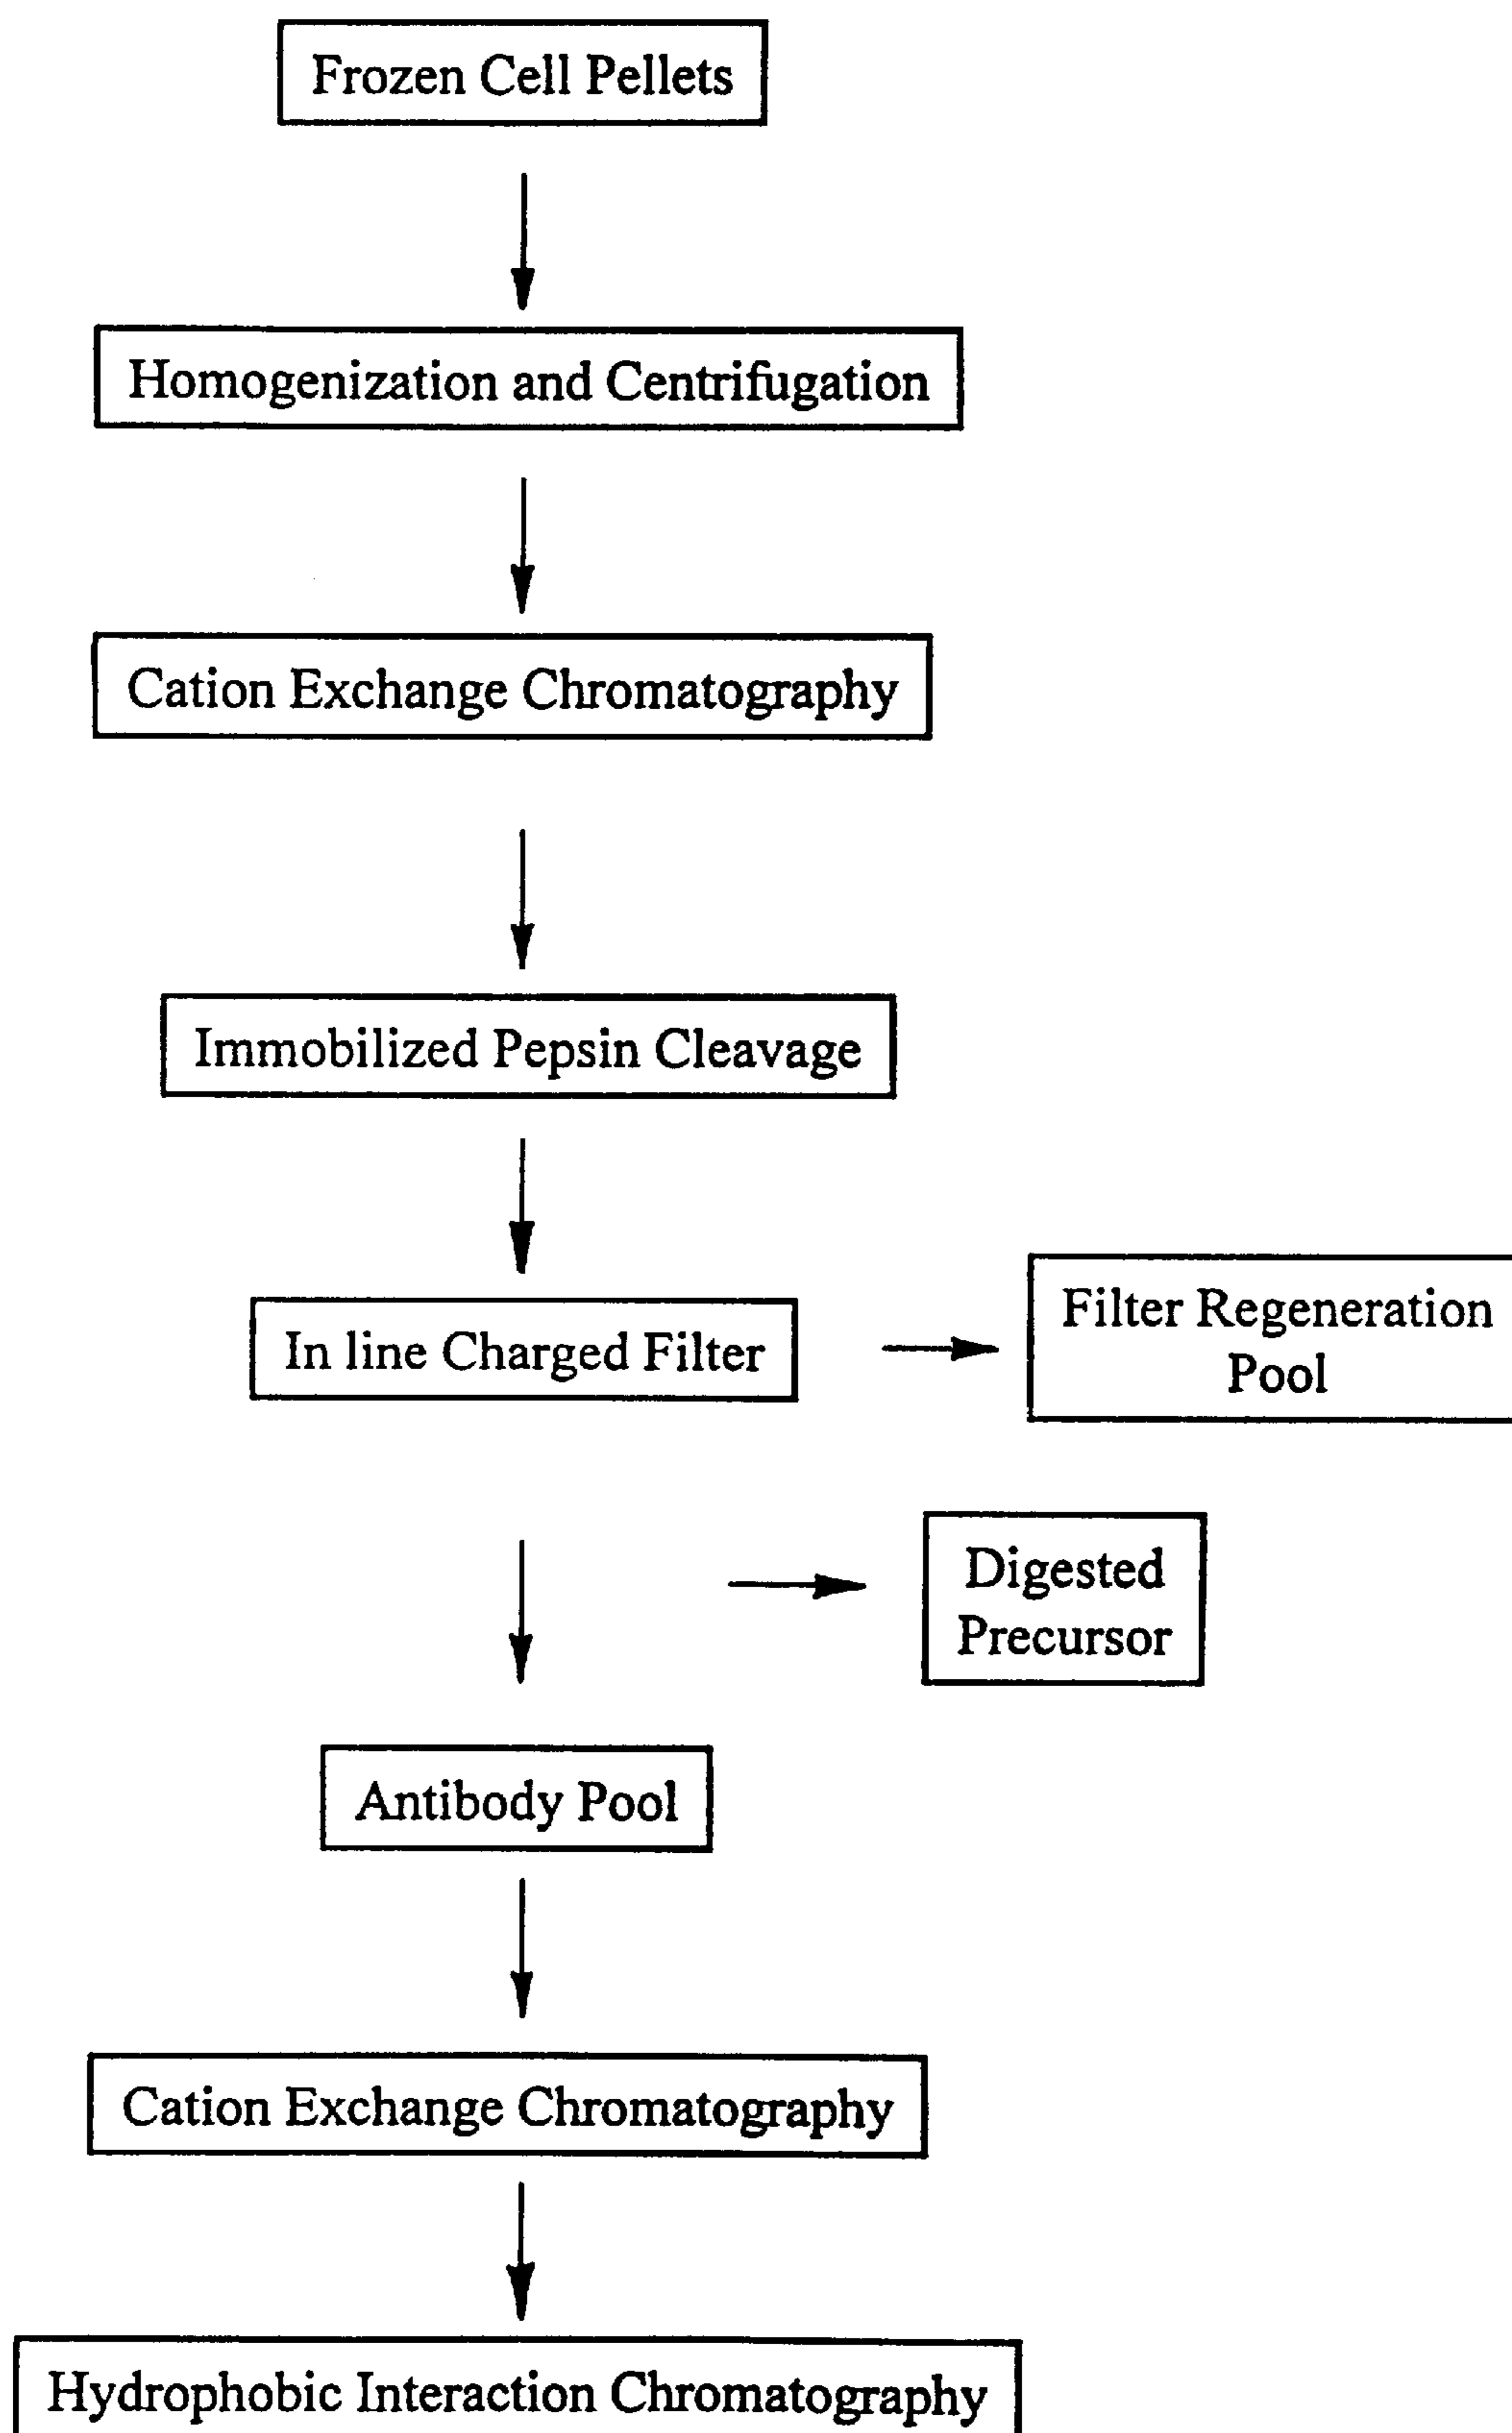 Frozen Cell Pellets
Homogenization and Centrifugation
Cation Exchange Chromatography
Immobilized Pepsin Cleavage
In line Charged Filter
Filter Regeneration
Pool
Digested
Precursor
Antibody Pool
Cation Exchange Chromatography
Hydrophobic Interaction Chromatography